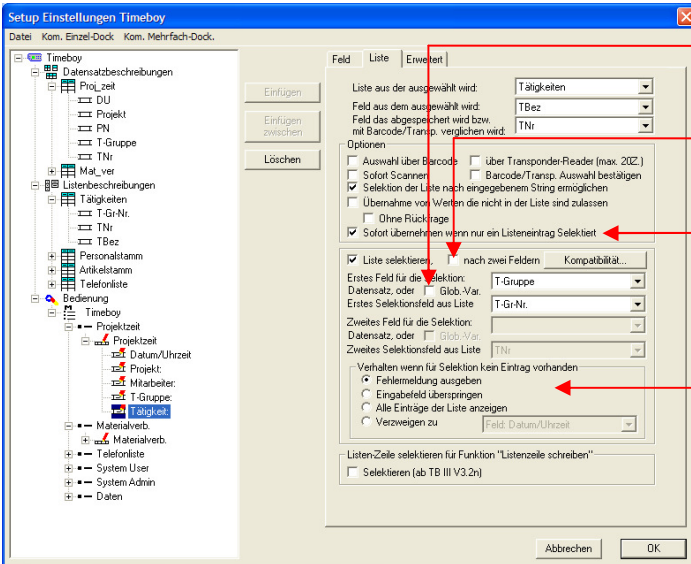 Setup Einstellungen Timeboy
Datei Kom. Einzel-Dock Kom. Mehrfach-Dock.
Timeboy
Datensatzbeschreibungen
Proj_zeit
DU
Projekt
PN
T-Gruppe
TNr
Mat_ver
Listenbeschreibungen
Tätigkeiten
T-Gr-Nr.
TNr
TBez
Personalstamm
Artikelstamm
Telefonliste
Bedienung
Timeboy
Projektzeit
Projektzeit
Datum/Uhrzeit
Projekt:
Mitarbeiter:
T-Gruppe:
Tätigkeit:
Materialverb.
Materialverb.
Telefonliste
System User
System Admin
Daten
Einfügen
Einfügen
zwischen
Löschen
Feld Liste Erweitert
Liste aus der ausgewählt wird: Tätigkeiten
Feld aus dem ausgewählt wird: TBez
Feld das abgespeichert wird bzw.
mit Barcode/Transp. verglichen wird: TNr
Optionen
Auswahl über Barcode über Transponder-Reader (max. 20Z.)
Sofort Scannen Barcode/Transp. Auswahl bestätigen
Selektion der Liste nach eingegebenem String ermöglichen
Übernahme von Werten die nicht in der Liste sind zulassen
Ohne Rückfrage
Sofort übernehmen wenn nur ein Listeneintrag Selektiert
Liste selektieren, nach zwei Feldern Kompatibilität...
Erstes Feld für die Selektion:
Datensatz, oder Glob.-Var. T-Gruppe
Erstes Selektionsfeld aus Liste T-Gr-Nr.
Zweites Feld für die Selektion:
Datensatz, oder Glob.-Var.
Zweites Selektionsfeld aus Liste TNr
Verhalten wenn für Selektion kein Eintrag vorhanden
Fehlermeldung ausgeben
Eingabefeld überspringen
Alle Einträge der Liste anzeigen
Verzweigen zu Feld: Datum/Uhrzeit
Listen-Zeile selektieren für Funktion "Listenzeile schreiben"
Selektieren (ab TB III V3.2n)
Abbrechen OK